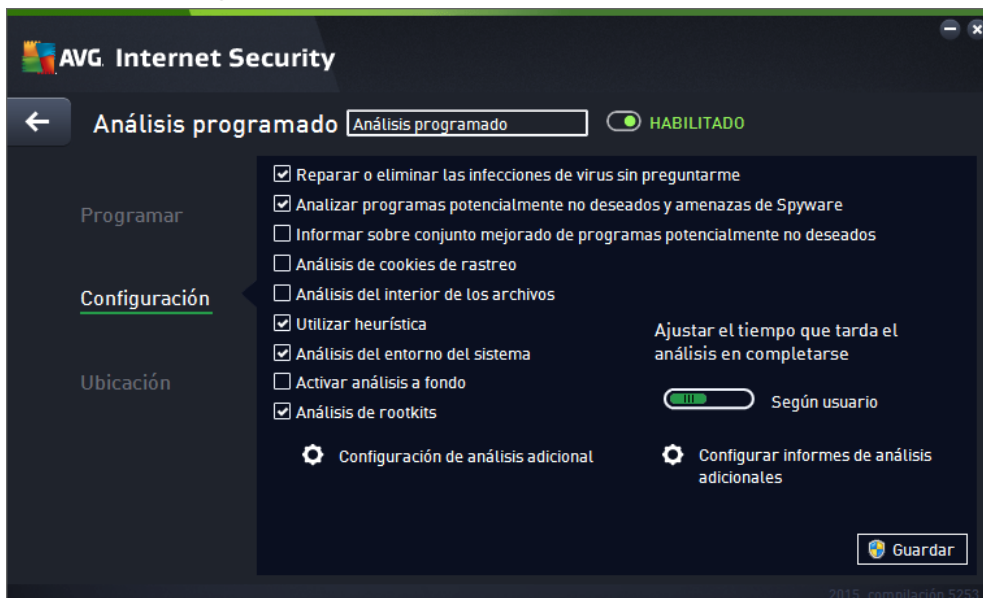 AVG. Internet Security
Análisis programado
Análisis programado
HABILITADO
Programar
Configuración
Ubicación
Reparar o eliminar las infecciones de virus sin preguntarme
Analizar programas potencialmente no deseados y amenazas de Spyware
Informar sobre conjunto mejorado de programas potencialmente no deseados
Análisis de cookies de rastreo
Análisis del interior de los archivos
Utilizar heurística
Análisis del entorno del sistema
Activar análisis a fondo
Análisis de rootkits
Ajustar el tiempo que tarda el
análisis en completarse
Según usuario
Configuración de análisis adicional
Configurar informes de análisis
adicionales
Guardar
2015, compilación 5253